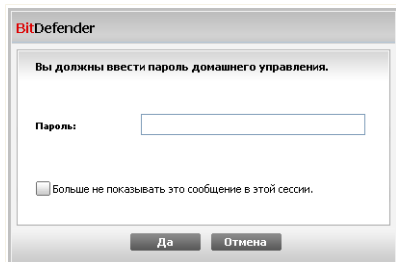 BitDefender
Вы должны ввести пароль домашнего управления.
Пароль:
Больше не показывать это сообщение в этой сессии.
Да Отмена